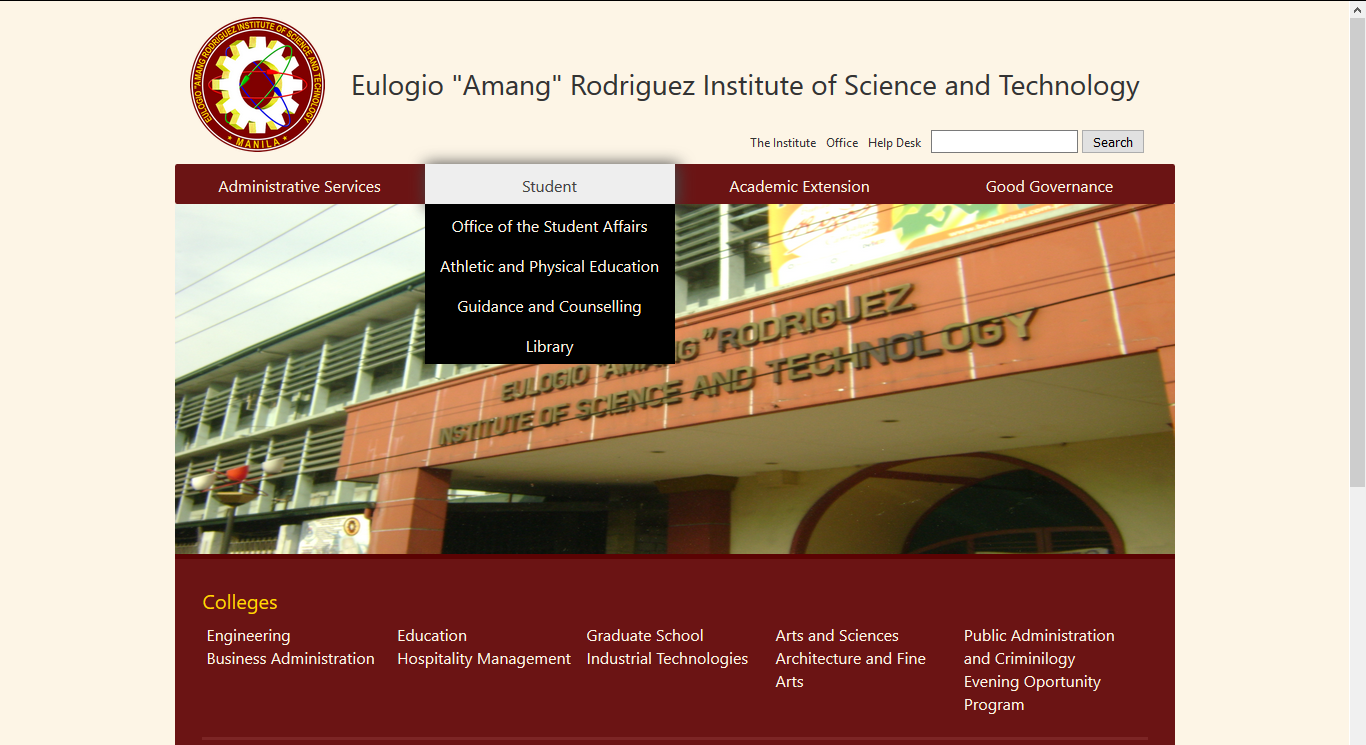 EULOGIO "AMANG" RODRIGUEZ INSTITUTE OF SCIENCE AND TECHNOLOGY
MANILA
Eulogio "Amang" Rodriguez Institute of Science and Technology
The Institute Office Help Desk Search
Administrative Services Student Academic Extension Good Governance
Office of the Student Affairs
Athletic and Physical Education
Guidance and Counselling
Library
EULOGIO "AMANG "RODRIGUEZ
INSTITUTE OF SCIENCE AND TECHNOLOGY
Colleges
Engineering Education Graduate School Arts and Sciences Public Administration
Business Administration Hospitality Management Industrial Technologies Architecture and Fine and Criminilogy
Arts Evening Oportunity
Program